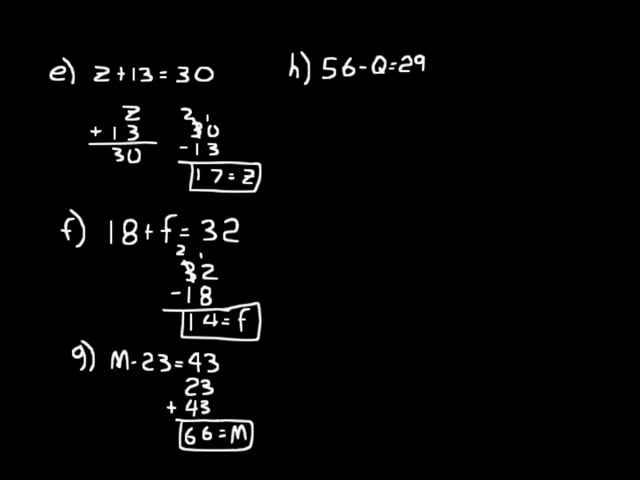 e) z+13=30
z
+13
30
2 1
30
-13
17=z
f) 18+f=32
2 1
32
-18
14=f
g) M-23=43
23
+43
66=M
h) 56-Q=29